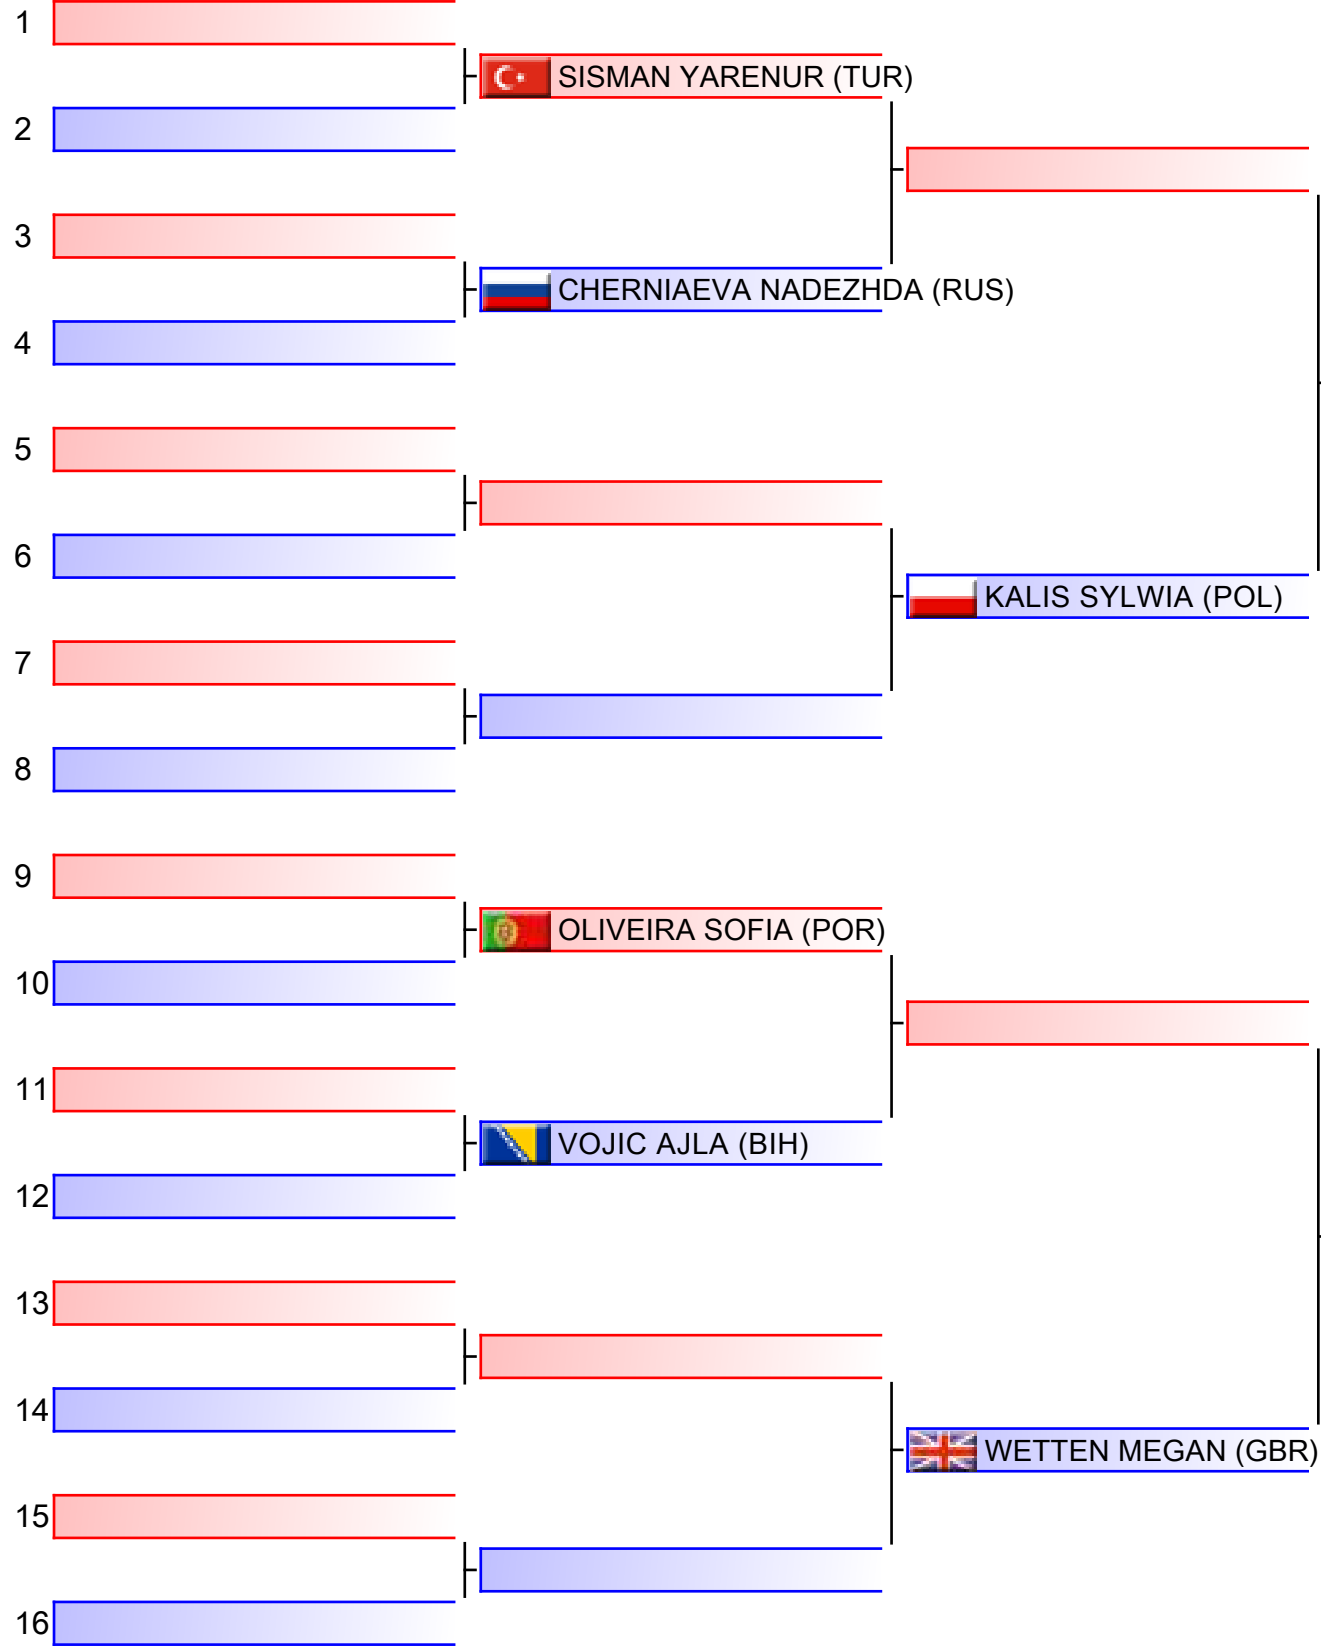 1
SISMAN YARENUR (TUR)
2
3
CHERNIAEVA NADEZHDA (RUS)
4
5
6
KALIS SYLWIA (POL)
7
8
9
OLIVEIRA SOFIA (POR)
10
11
VOJIC AJLA (BIH)
12
13
14
WETTEN MEGAN (GBR)
15
16